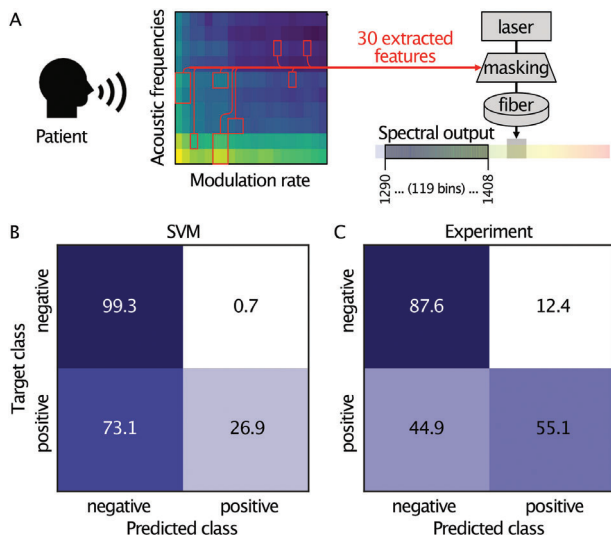 A
Patient
Acoustic frequencies
Modulation rate
30 extracted
features
laser
masking
fiber
Spectral output
1290 ... (119 bins) ... 1408
B
SVM
Target class
negative
positive
99.3
0.7
73.1
26.9
negative
positive
Predicted class
C
Experiment
negative
positive
87.6
12.4
44.9
55.1
negative
positive
Predicted class